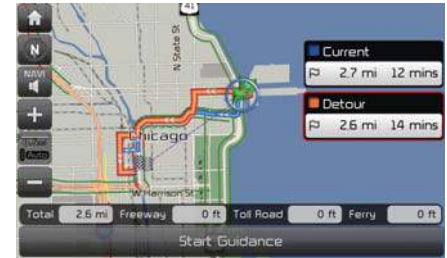 41
N State St
N
NAVI
Auto
Current
2.7 mi 12 mins
Detour
2.6 mi 14 mins
Chicago
W Harrison St
Total 2.6 mi Freeway 0 ft Toll Road 0 ft Ferry 0 ft
Start Guidance